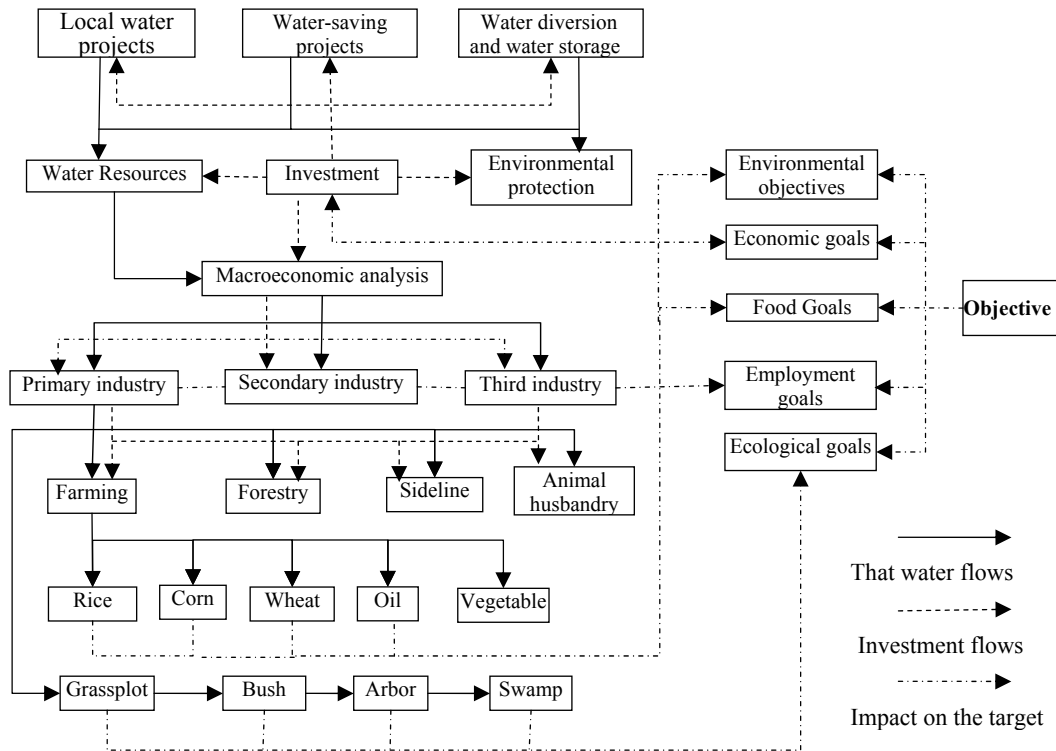 Local water
projects
Water-saving
projects
Water diversion
and water storage
Water Resources
Investment
Environmental
protection
Environmental
objectives
Economic goals
Macroeconomic analysis
Food Goals
Objective
Primary industry
Secondary industry
Third industry
Employment
goals
Ecological goals
Farming
Forestry
Sideline
Animal
husbandry
Rice
Corn
Wheat
Oil
Vegetable
That water flows
Investment flows
Grassplot
Bush
Arbor
Swamp
Impact on the target